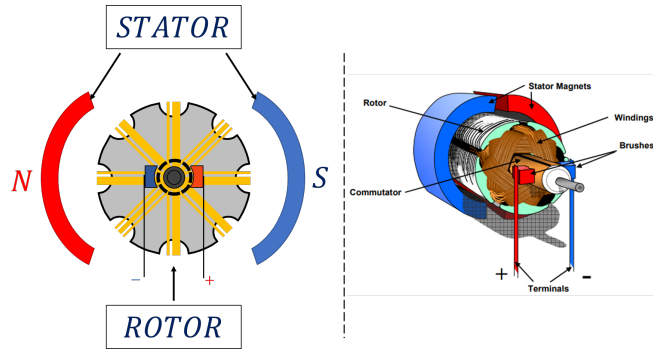 STATOR
N
S
−
+
ROTOR
Stator Magnets
Rotor
Windings
Brushes
Commutator
+
-
Terminals